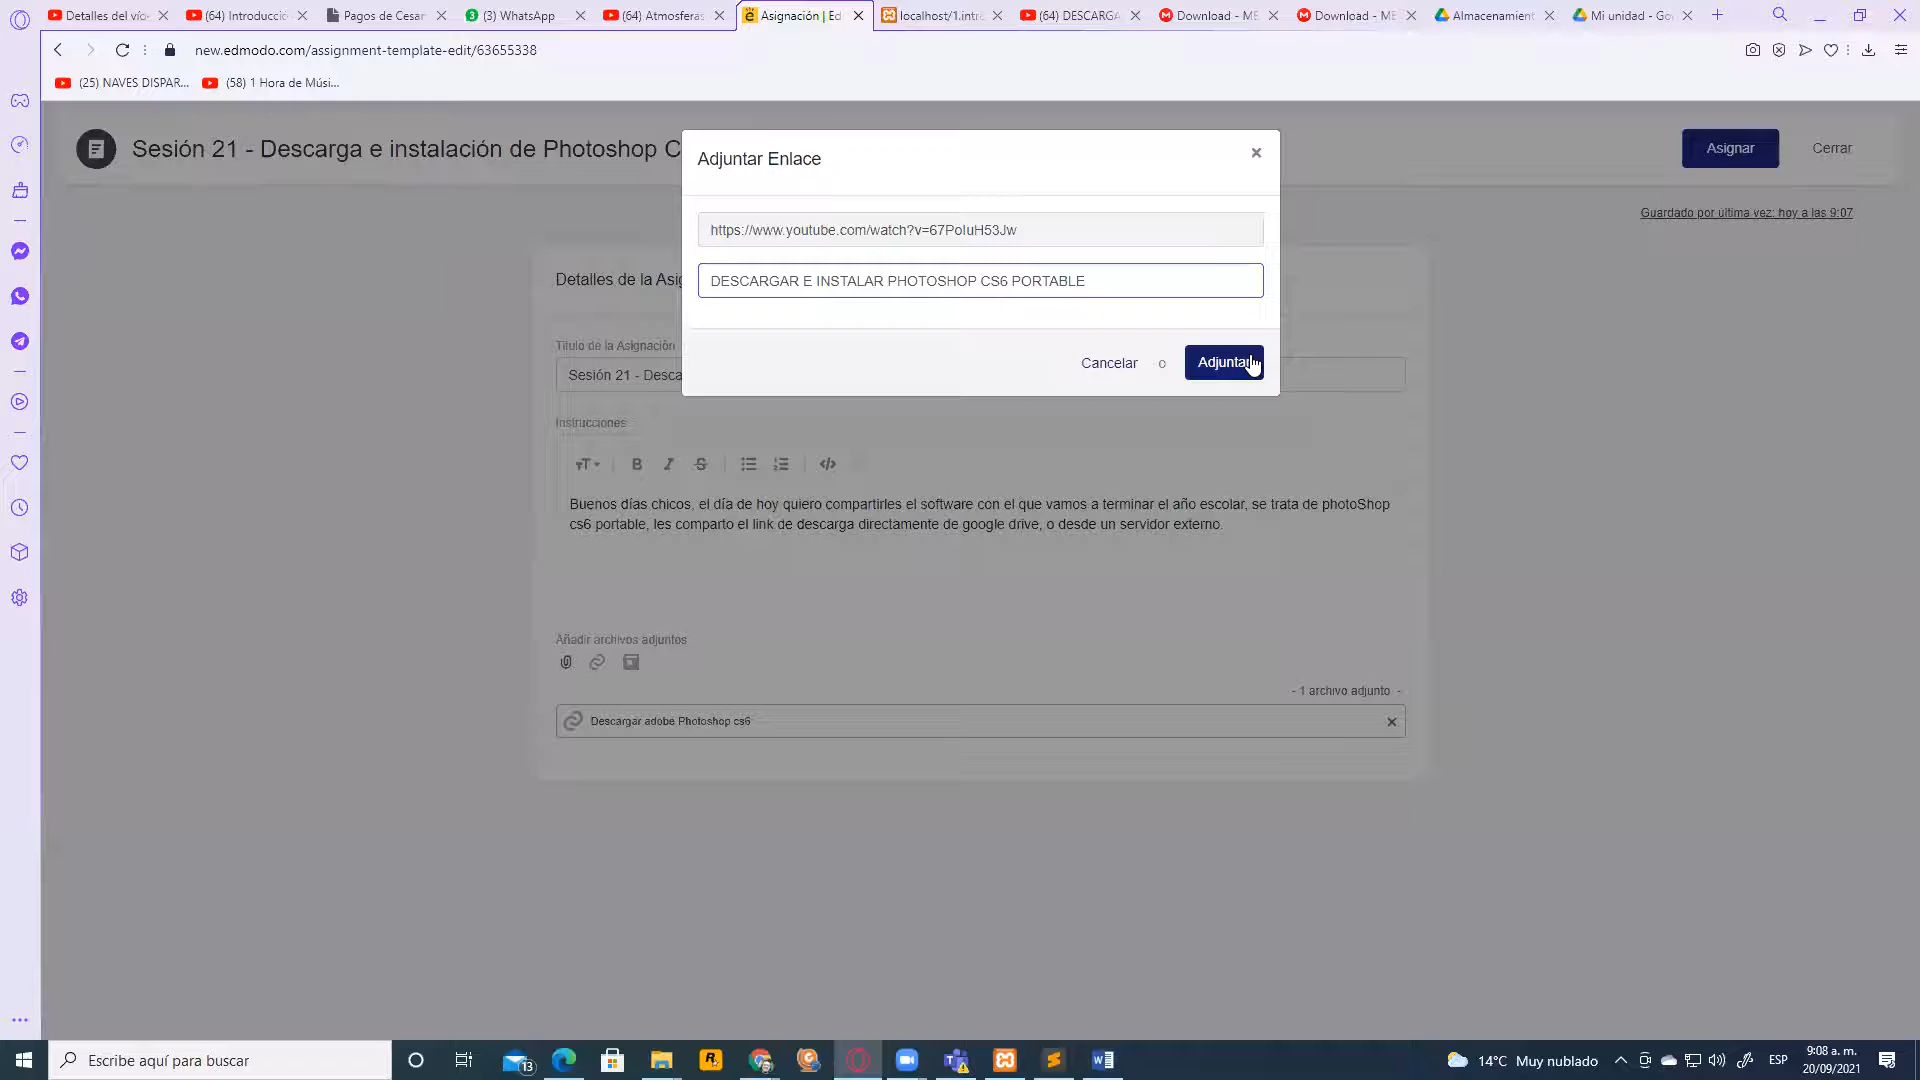 Detalles del vío
(64) Introducció
Pagos de Cesar
(3) WhatsApp
(64) Atmosferas
Asignación | Ed
localhost/1.intro
(64) DESCARGA
Download - ME
Download - ME
Almacenamient
Mi unidad - Go
new.edmodo.com/assignment-template-edit/63655338
(25) NAVES DISPAR...
(58) 1 Hora de Músi...
Sesión 21 - Descarga e instalación de Photoshop C
Asignar
Cerrar
Guardado por última vez: hoy a las 9:07
Adjuntar Enlace
https://www.youtube.com/watch?v=67PoIuH53Jw
DESCARGAR E INSTALAR PHOTOSHOP CS6 PORTABLE
Cancelar
o
Adjuntar
Detalles de la Asig
Título de la Asignación
Sesión 21 - Desca
Instrucciones
Buenos días chicos, el día de hoy quiero compartirles el software con el que vamos a terminar el año escolar, se trata de photoShop
cs6 portable, les comparto el link de descarga directamente de google drive, o desde un servidor externo.
Añadir archivos adjuntos
- 1 archivo adjunto -
Descargar adobe Photoshop cs6
Escribe aquí para buscar
13
14°C Muy nublado
ESP
9:08 a. m.
20/09/2021